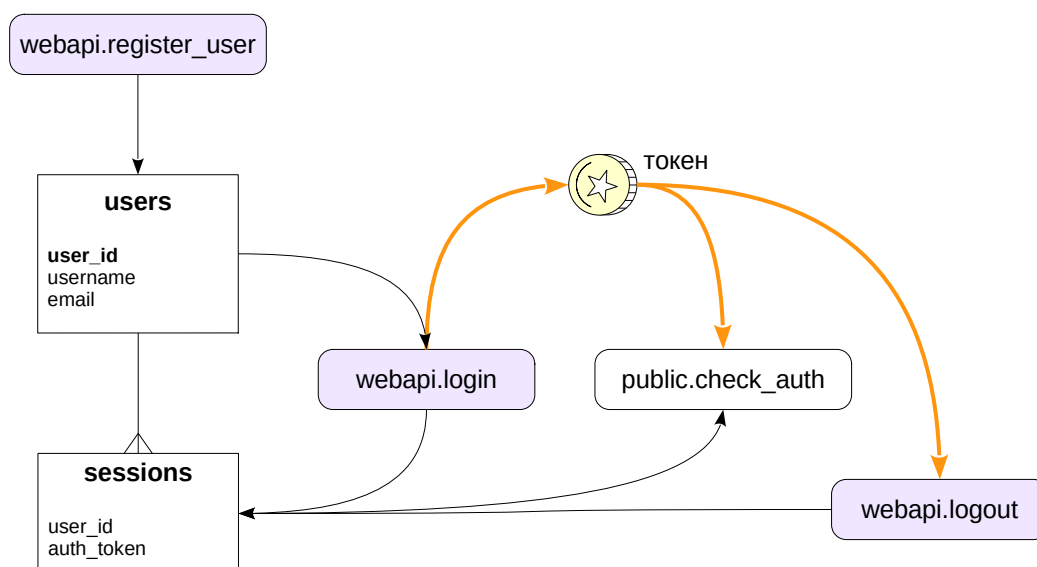 webapi.register_user
токен
users
user_id
username
email
webapi.login
public.check_auth
sessions
user_id
auth_token
webapi.logout